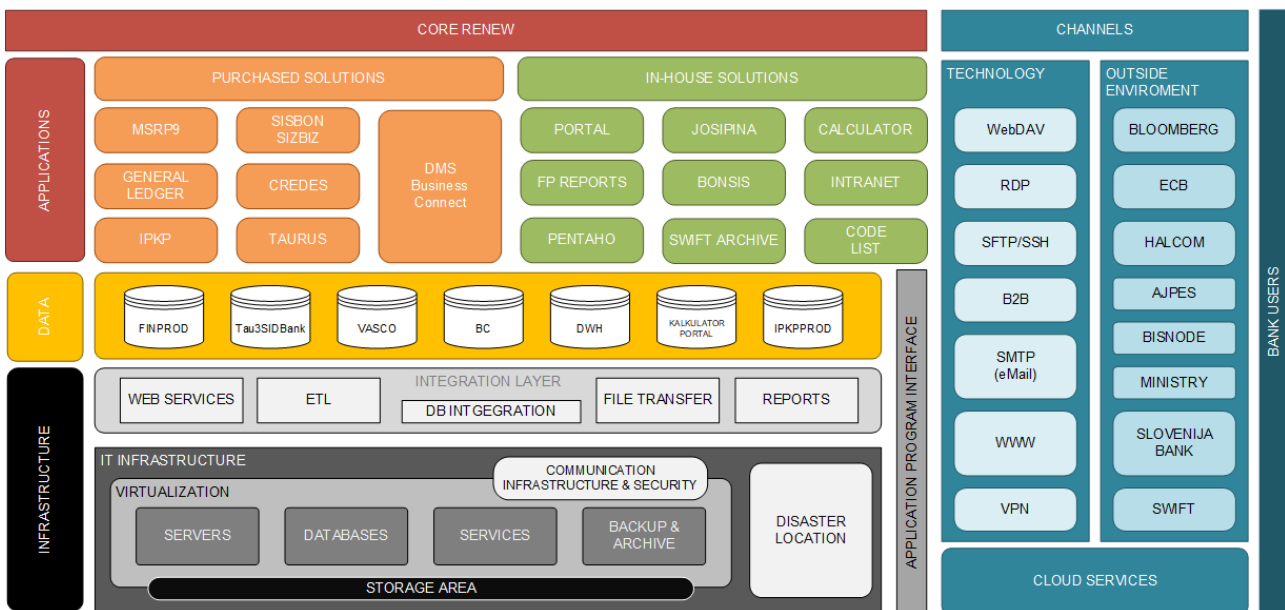 CORE RENEW
APPLICATIONS
PURCHASED SOLUTIONS
MSRP9
SISBON
SIZBIZ
GENERAL
LEDGER
CREDES
IPKP
TAURUS
DMS
Business
Connect
IN-HOUSE SOLUTIONS
PORTAL
JOSIPINA
CALCULATOR
FP REPORTS
BONSIS
INTRANET
PENTAHO
SWIFT ARCHIVE
CODE
LIST
DATA
FINPROD
Tau3SIDBank
VASCO
BC
DWH
KALKULATOR
PORTAL
IPKPPROD
INFRASTRUCTURE
INTEGRATION LAYER
WEB SERVICES
ETL
DB INTGEGRATION
FILE TRANSFER
REPORTS
IT INFRASTRUCTURE
COMMUNICATION
INFRASTRUCTURE & SECURITY
VIRTUALIZATION
SERVERS
DATABASES
SERVICES
BACKUP &
ARCHIVE
STORAGE AREA
DISASTER
LOCATION
APPLICATION PROGRAM INTERFACE
CHANNELS
TECHNOLOGY
WebDAV
RDP
SFTP/SSH
B2B
SMTP
(eMail)
WWW
VPN
OUTSIDE
ENVIROMENT
BLOOMBERG
ECB
HALCOM
AJPES
BISNODE
MINISTRY
SLOVENIJA
BANK
SWIFT
CLOUD SERVICES
BANK USERS